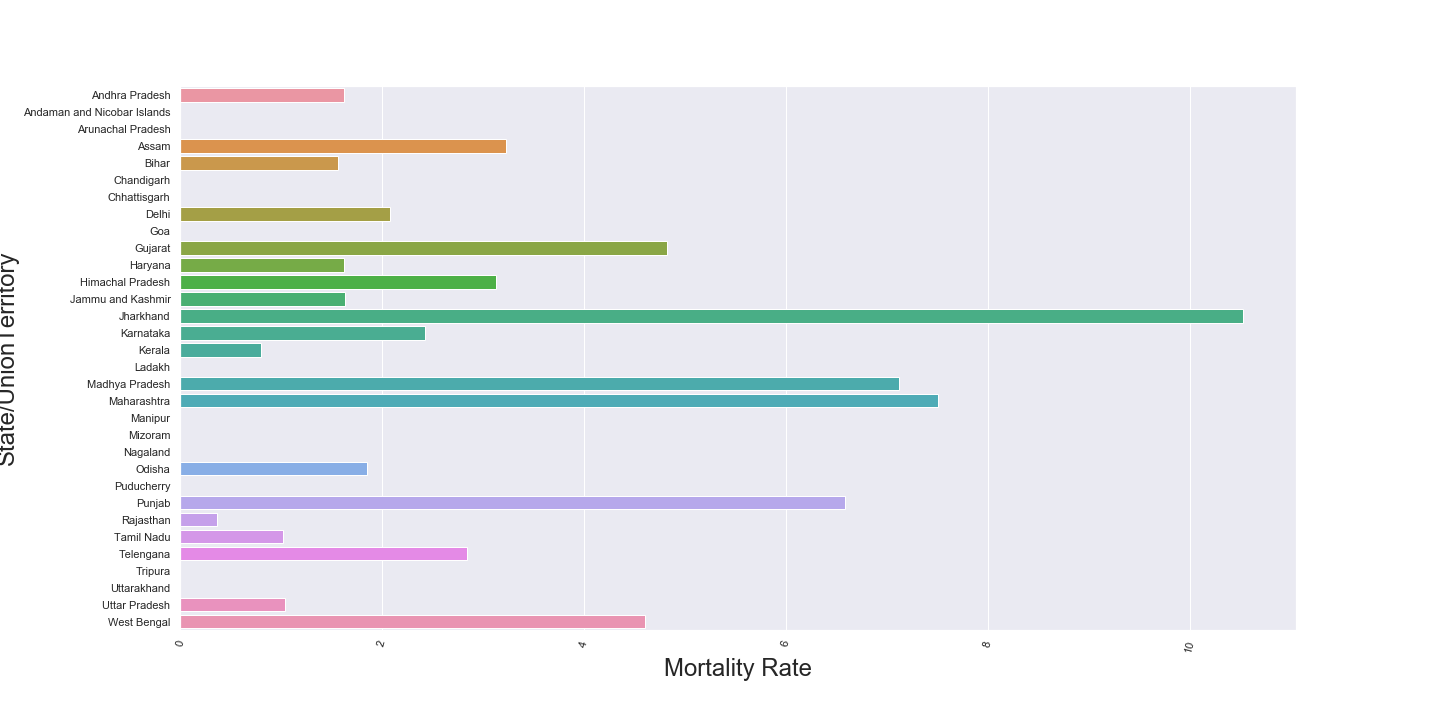 Andhra Pradesh
Andaman and Nicobar Islands
Arunachal Pradesh
Assam
Bihar
Chandigarh
Chhattisgarh
Delhi
Goa
Gujarat
Haryana
Himachal Pradesh
Jammu and Kashmir
Jharkhand
Karnataka
Kerala
Ladakh
Madhya Pradesh
Maharashtra
Manipur
Mizoram
Nagaland
Odisha
Puducherry
Punjab
Rajasthan
Tamil Nadu
Telengana
Tripura
Uttarakhand
Uttar Pradesh
West Bengal
State/UnionTerritory
0 2 4 6 8 10
Mortality Rate